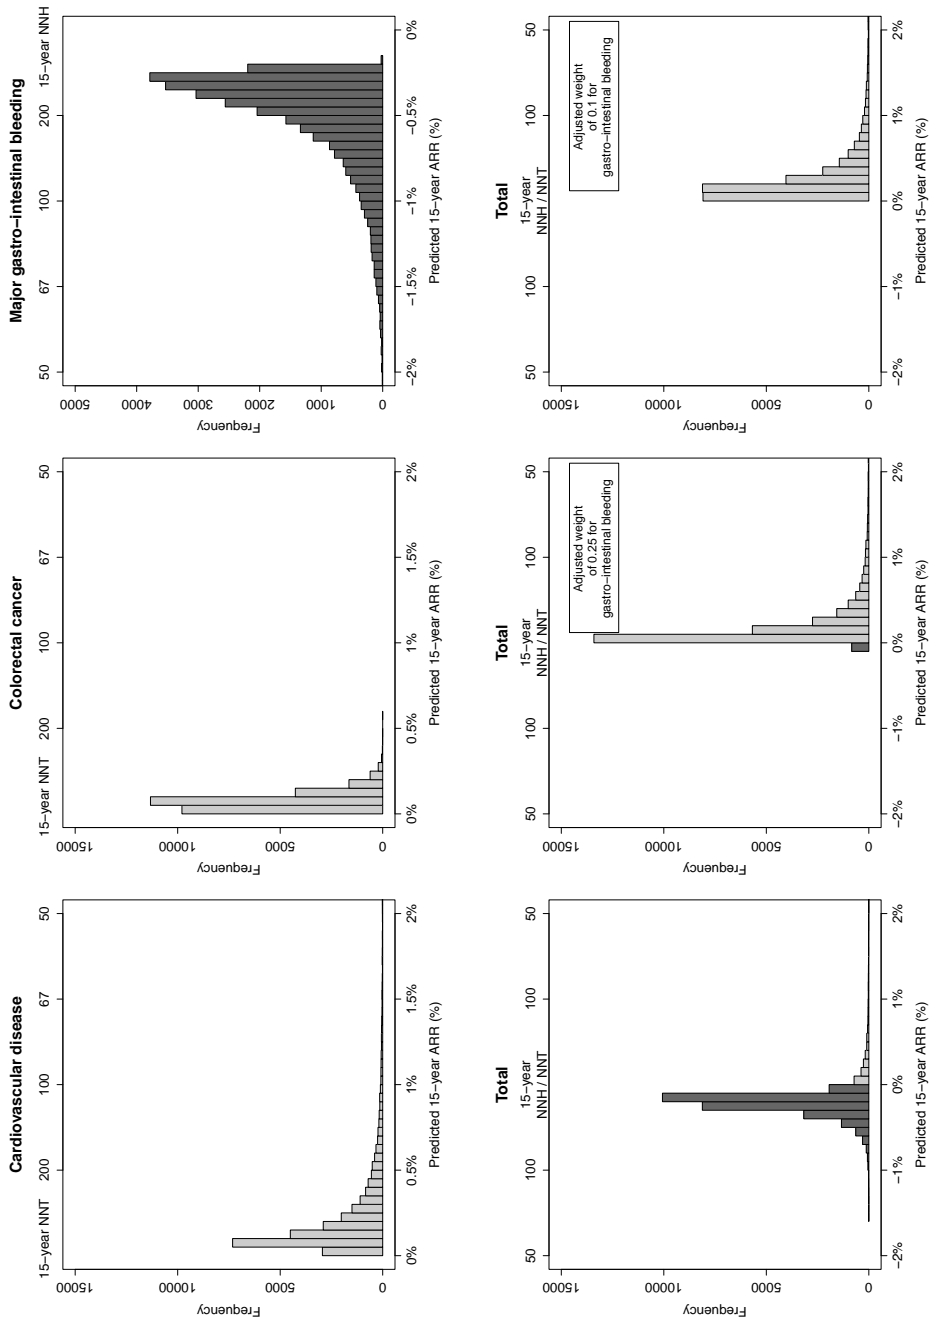 Cardiovascular disease
15−year NNT
200
100
67
50
Frequency
0
5000
10000
15000
0%
0.5%
1%
1.5%
2%
Predicted 15−year ARR (%)
Colorectal cancer
15−year NNT
200
100
67
50
Frequency
0
5000
10000
15000
0%
0.5%
1%
1.5%
2%
Predicted 15−year ARR (%)
Major gastro−intestinal bleeding
50
67
100
200
15−year NNH
Frequency
0
1000
2000
3000
4000
5000
−2%
−1.5%
−1%
−0.5%
0%
Predicted 15−year ARR (%)
Total
15−year
NNH / NNT
50
100
100
50
Frequency
0
5000
10000
15000
−2%
−1%
0%
1%
2%
Predicted 15−year ARR (%)
Total
15−year
NNH / NNT
50
100
100
50
Adjusted weight
of 0.25 for
gastro−intestinal bleeding
Frequency
0
5000
10000
15000
−2%
−1%
0%
1%
2%
Predicted 15−year ARR (%)
Total
15−year
NNH / NNT
50
100
100
50
Adjusted weight
of 0.1 for
gastro−intestinal bleeding
Frequency
0
5000
10000
15000
−2%
−1%
0%
1%
2%
Predicted 15−year ARR (%)